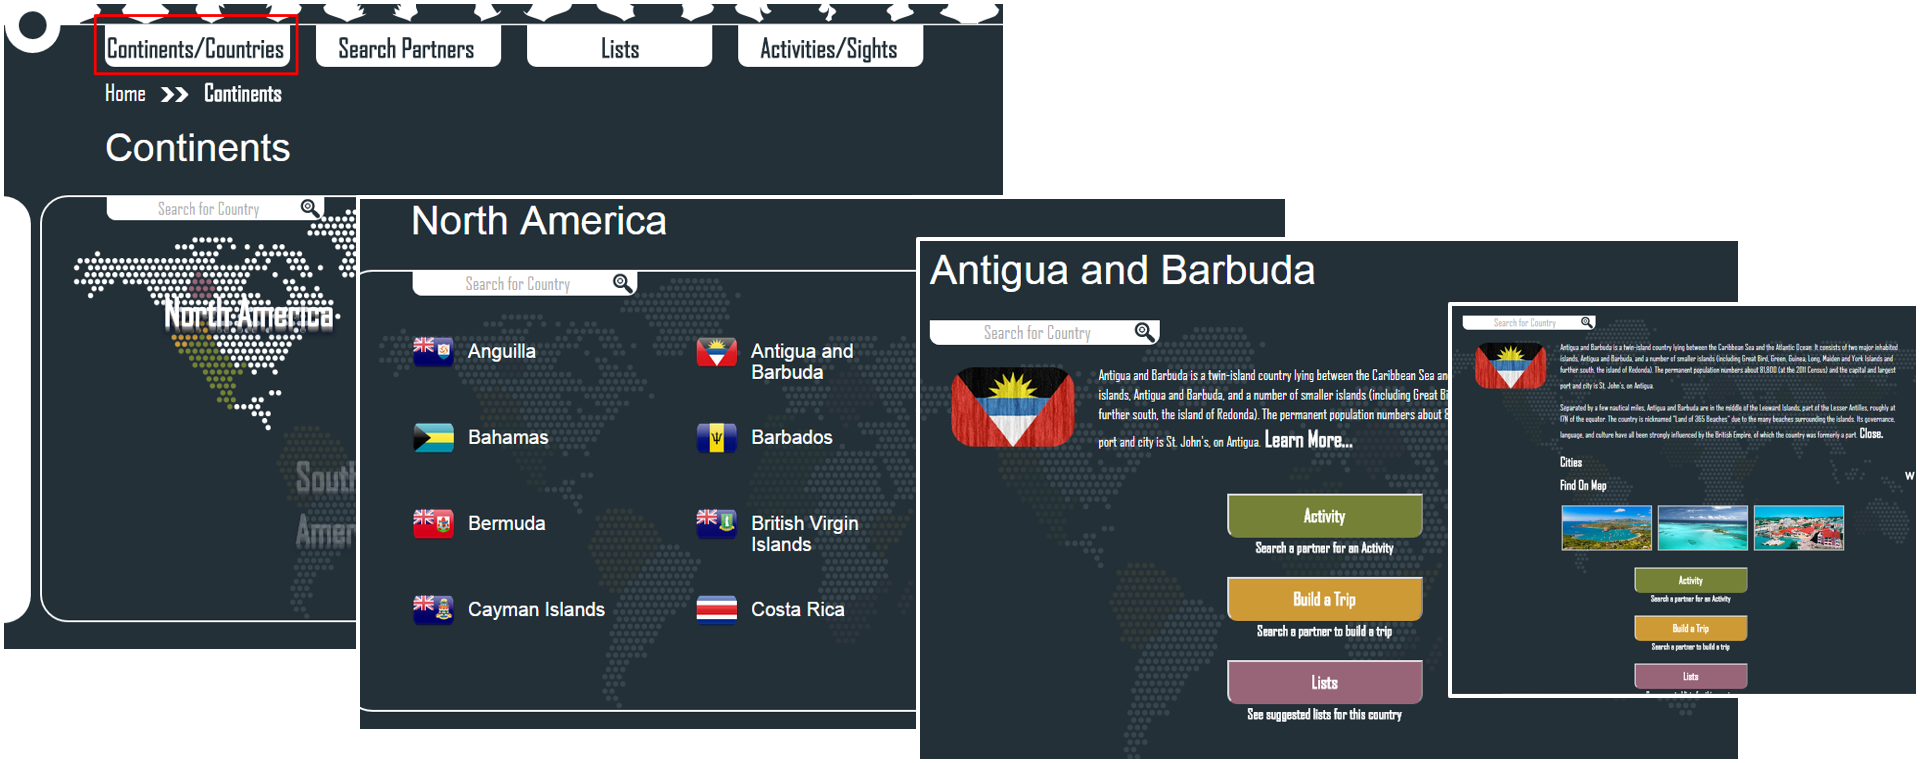 Continents/Countries
Search Partners
Lists
Activities/Sights
Home
Continents
Continents
Search for Country
North America
South
Amer
North America
Search for Country
Anguilla
Antigua and
Barbuda
Bahamas
Barbados
Bermuda
British Virgin
Islands
Cayman Islands
Costa Rica
Antigua and Barbuda
Search for Country
Antigua and Barbuda is a twin-island country lying between the Caribbean Sea an
islands, Antigua and Barbuda, and a number of smaller islands (including Great Bi
further south, the island of Redonda). The permanent population numbers about 8
port and city is St. John's, on Antigua. Learn More...
Activity
Search a partner for an Activity
Build a Trip
Search a partner to build a trip
Lists
See suggested lists for this country
Search for Country
Antigua and Barbuda is a twin-island country lying between the Caribbean Sea and the Atlantic Ocean. It consists of two major inhabited
islands, Antigua and Barbuda, and a number of smaller islands (including Great Bird, Green, Guinea, Long, Maiden and York Islands and
further south, the island of Redonda). The permanent population numbers about 81,800 (at the 2011 Census) and the capital and largest
port and city is St. John's, on Antigua.
Separated by a few nautical miles, Antigua and Barbuda are in the middle of the Leeward Islands, part of the Lesser Antilles, roughly at
17N of the equator. The country is nicknamed "Land of 365 Beaches" due to the many beaches surrounding the islands. Its governance,
language, and culture have all been strongly influenced by the British Empire, of which the country was formerly a part. Close.
Cities
W
Find On Map
Activity
Search a partner for an Activity
Build a Trip
Search a partner to build a trip
Lists